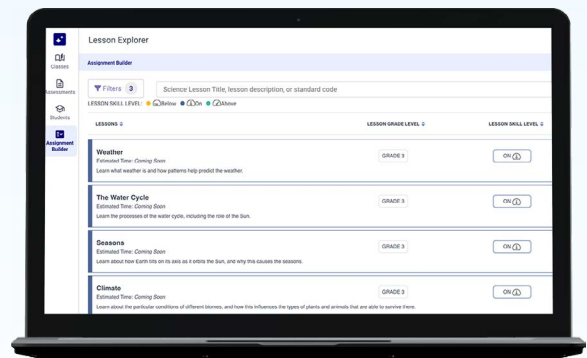 Lesson Explorer
Classes
Assessments
Students
Assignment
Builder
Assignment Builder
Filters 3
Science Lesson Title, lesson description, or standard code
LESSON SKILL LEVEL: Below On Above
LESSONS LESSON GRADE LEVEL LESSON SKILL LEVEL
Weather
Estimated Time: Coming Soon
Learn what weather is and how patterns help predict the weather.
GRADE 3 ON
The Water Cycle
Estimated Time: Coming Soon
Learn the processes of the water cycle, including the role of the Sun.
GRADE 3 ON
Seasons
Estimated Time: Coming Soon
Learn about how Earth tilts on its axis as it orbits the Sun, and why this causes the seasons.
GRADE 3 ON
Climate
Estimated Time: Coming Soon
Learn about the particular conditions of different biomes, and how this influences the types of plants and animals that are able to survive there.
GRADE 3 ON